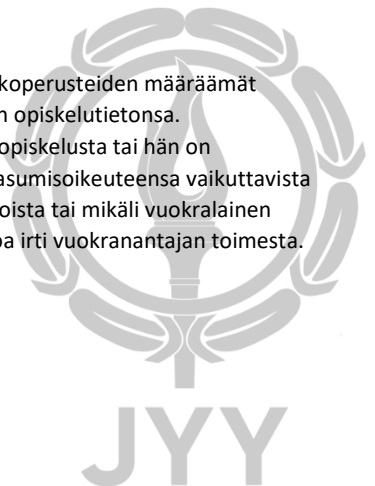 koperusteiden määräämät
n opiskelutietonsa.
opiskelusta tai hän on
asumisoikeuteensa vaikuttavista
oista tai mikäli vuokralainen
pa irti vuokranantajan toimesta.
JYY